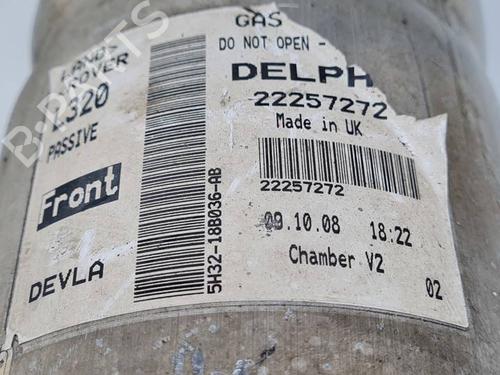 LAND-
ROVER
L320
PASSIVE
Front
DEVLA
5H32-18B036-AB
GAS
DO NOT OPEN -
DELPH
22257272
Made in UK
22257272
09.10.08 18:22
Chamber V2
02
B-PARTS